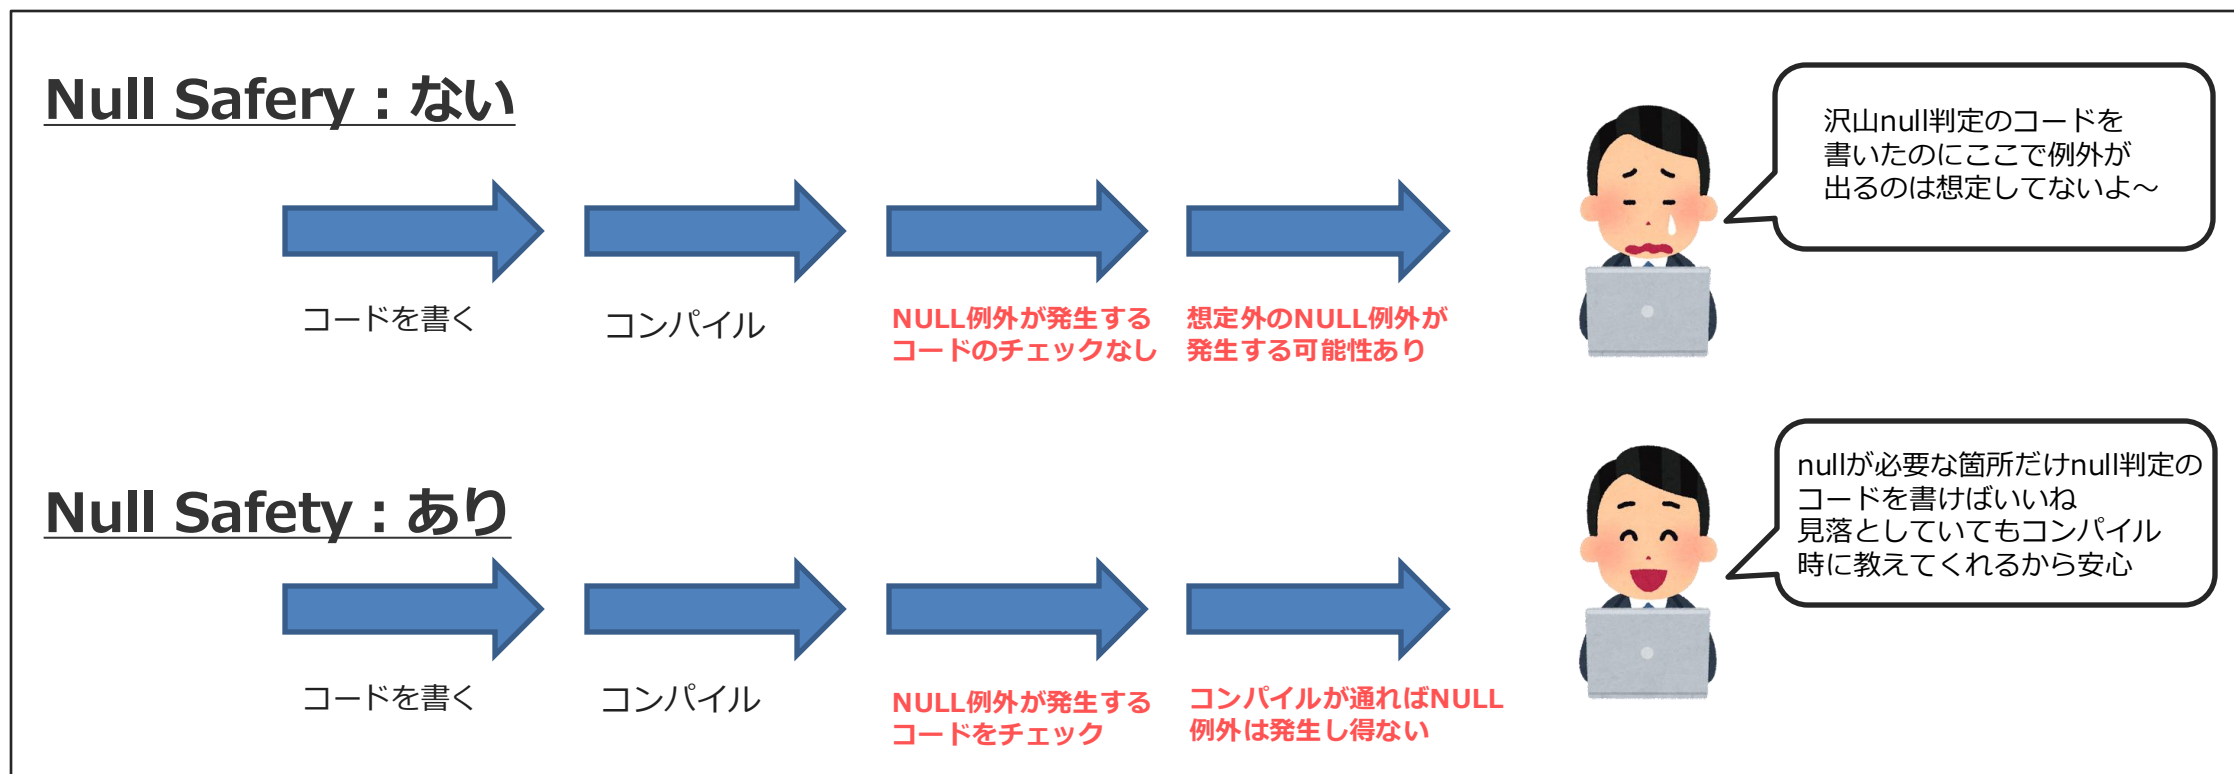 Null Safery：ない
沢山null判定のコードを
書いたのにここで例外が
出るのは想定してないよ～
コードを書く
コンパイル
NULL例外が発生する
コードのチェックなし
想定外のNULL例外が
発生する可能性あり
Null Safety：あり
nullが必要な箇所だけnull判定の
コードを書けばいいね
見落としていてもコンパイル
時に教えてくれるから安心
コードを書く
コンパイル
NULL例外が発生する
コードをチェック
コンパイルが通ればNULL
例外は発生し得ない